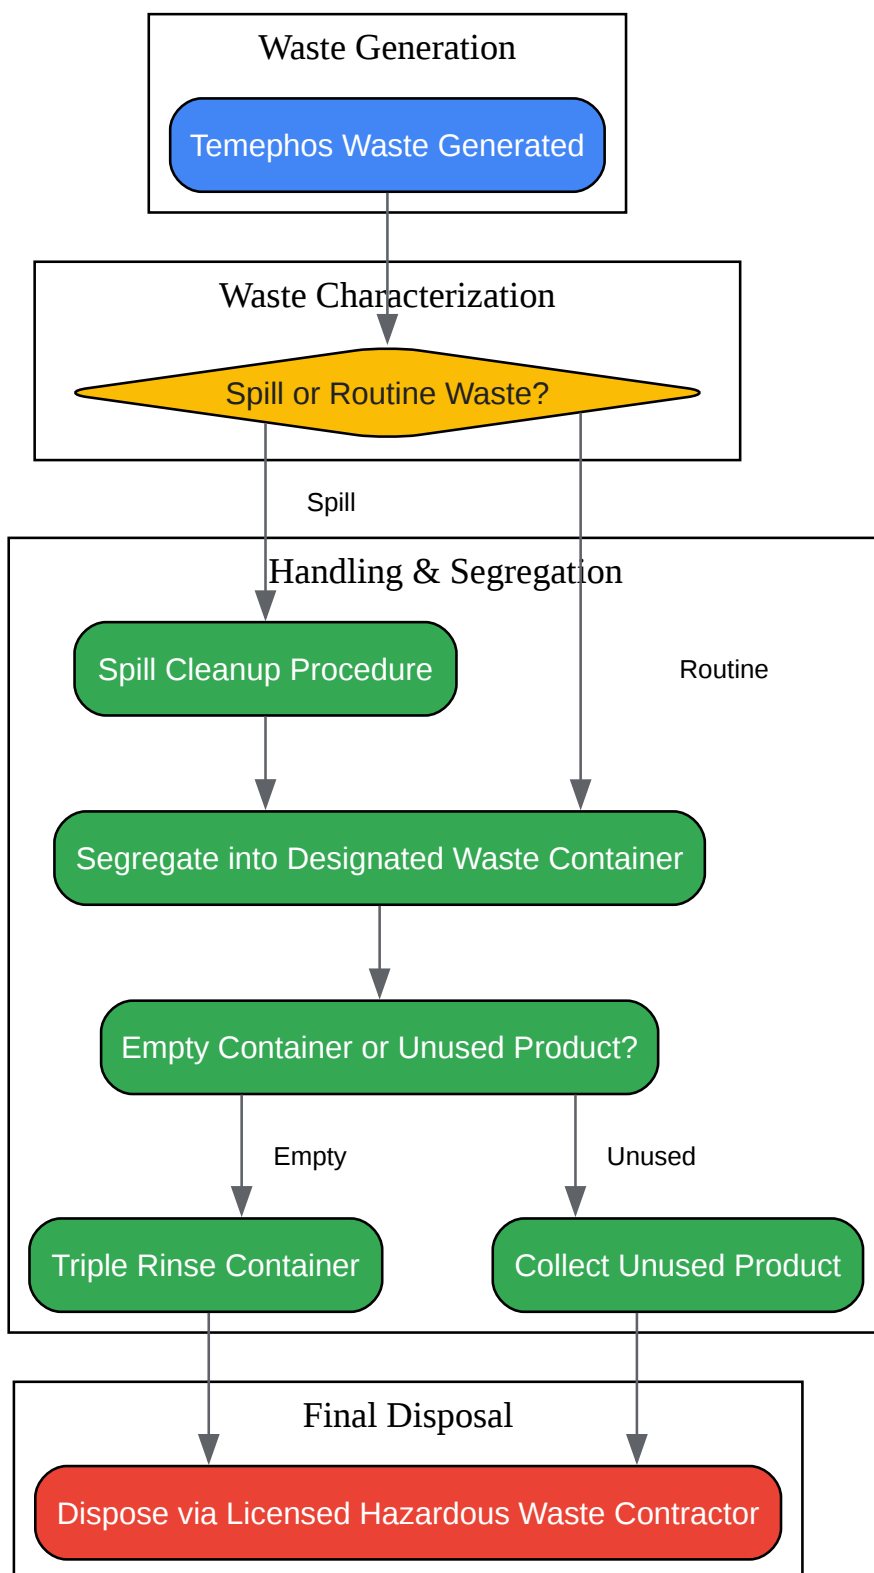 Waste Generation
Temephos Waste Generated
Waste Characterization
Spill or Routine Waste?
Spill
Handling & Segregation
Spill Cleanup Procedure
Routine
Segregate into Designated Waste Container
Empty Container or Unused Product?
Empty
Unused
Triple Rinse Container
Collect Unused Product
Final Disposal
Dispose via Licensed Hazardous Waste Contractor